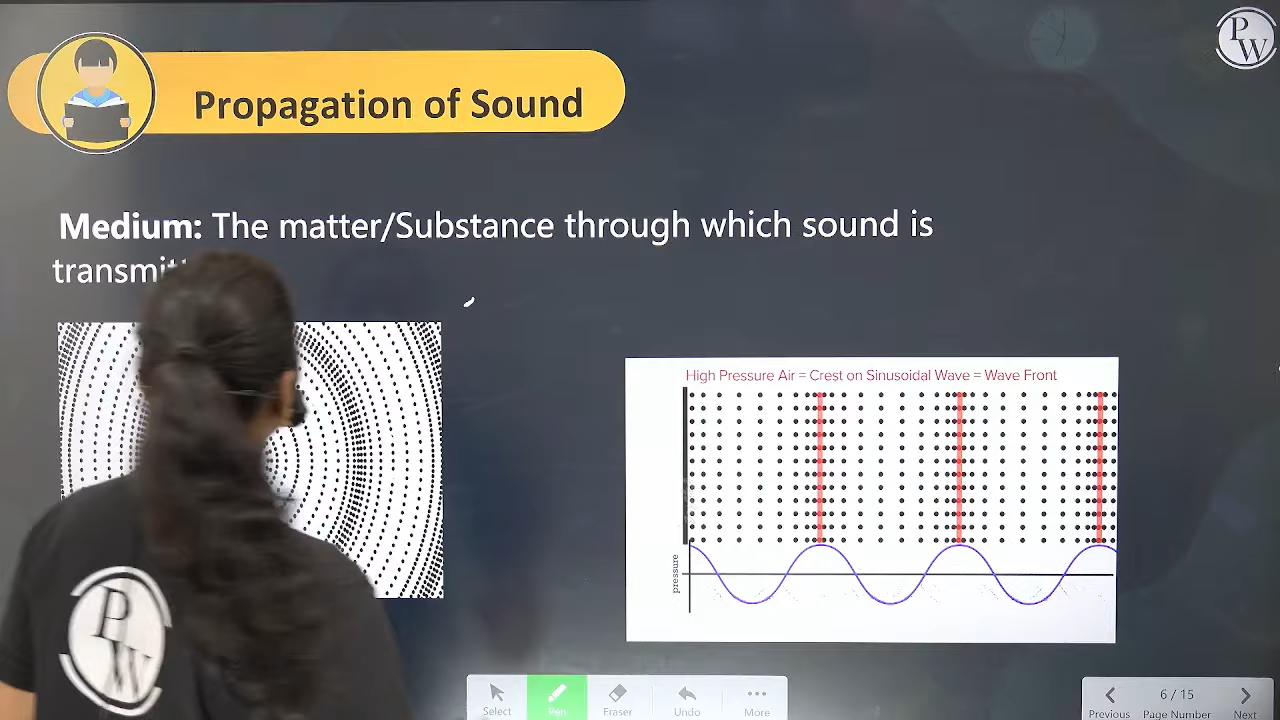 PW
Propagation of Sound
Medium: The matter/Substance through which sound is
High Pressure Air = Crest on Sinusoidal Wave = Wave Front
pressure
PW
Select
Pen
Eraser
Undo
More
6 / 15
Previous
Page Number
Next